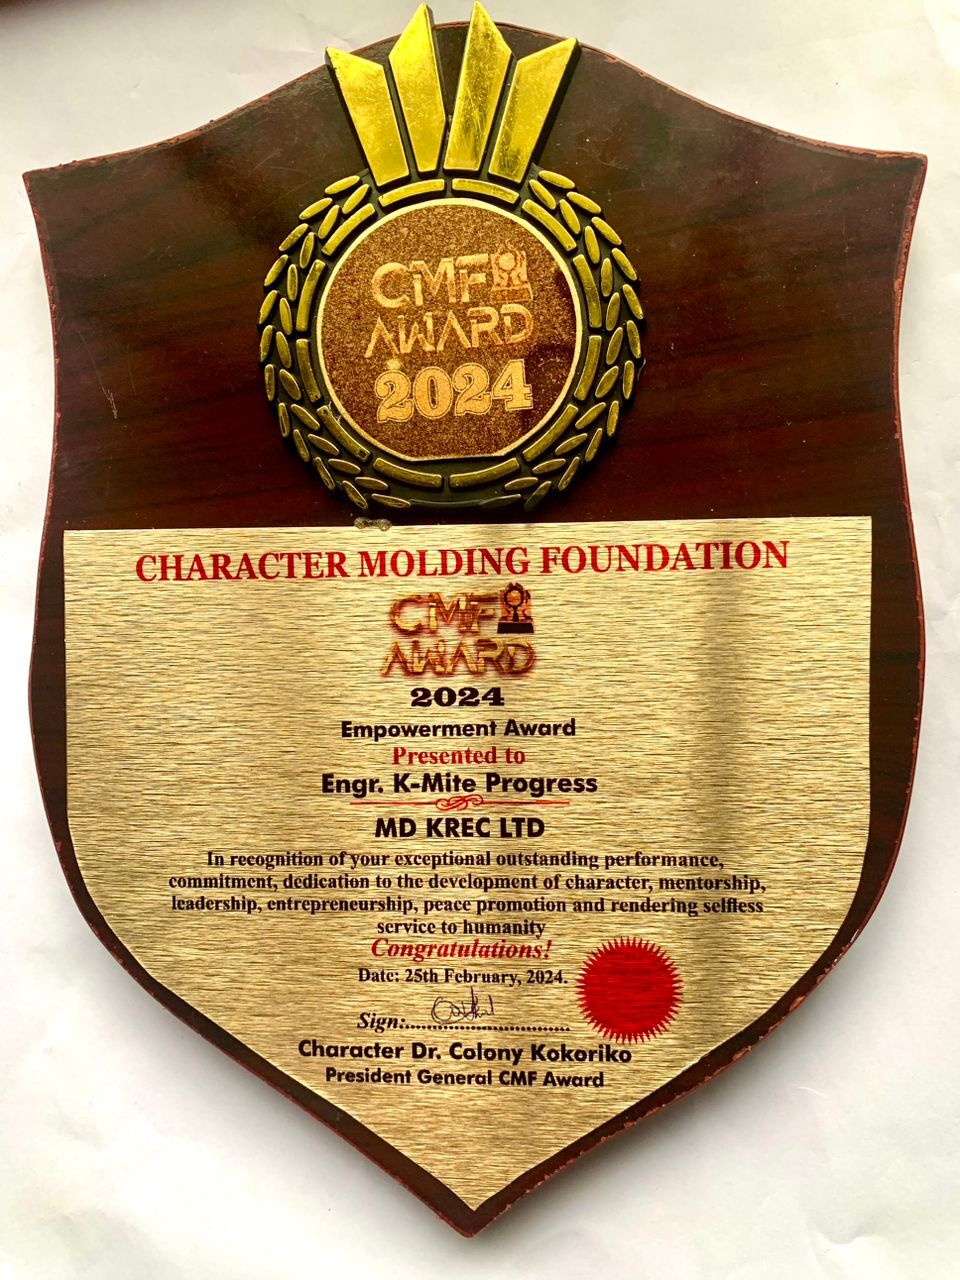 CMF
AWARD
2024
CHARACTER MOLDING FOUNDATION
CMF
AWARD
2024
Empowerment Award
Presented to
Engr. K-Mite Progress
MD KREC LTD
In recognition of your exceptional outstanding performance,
commitment, dedication to the development of character, mentorship,
leadership, entrepreneurship, peace promotion and rendering selfless
service to humanity
Congratulations!
Date: 25th February, 2024.
Sign:..............................
Character Dr. Colony Kokoriko
President General CMF Award